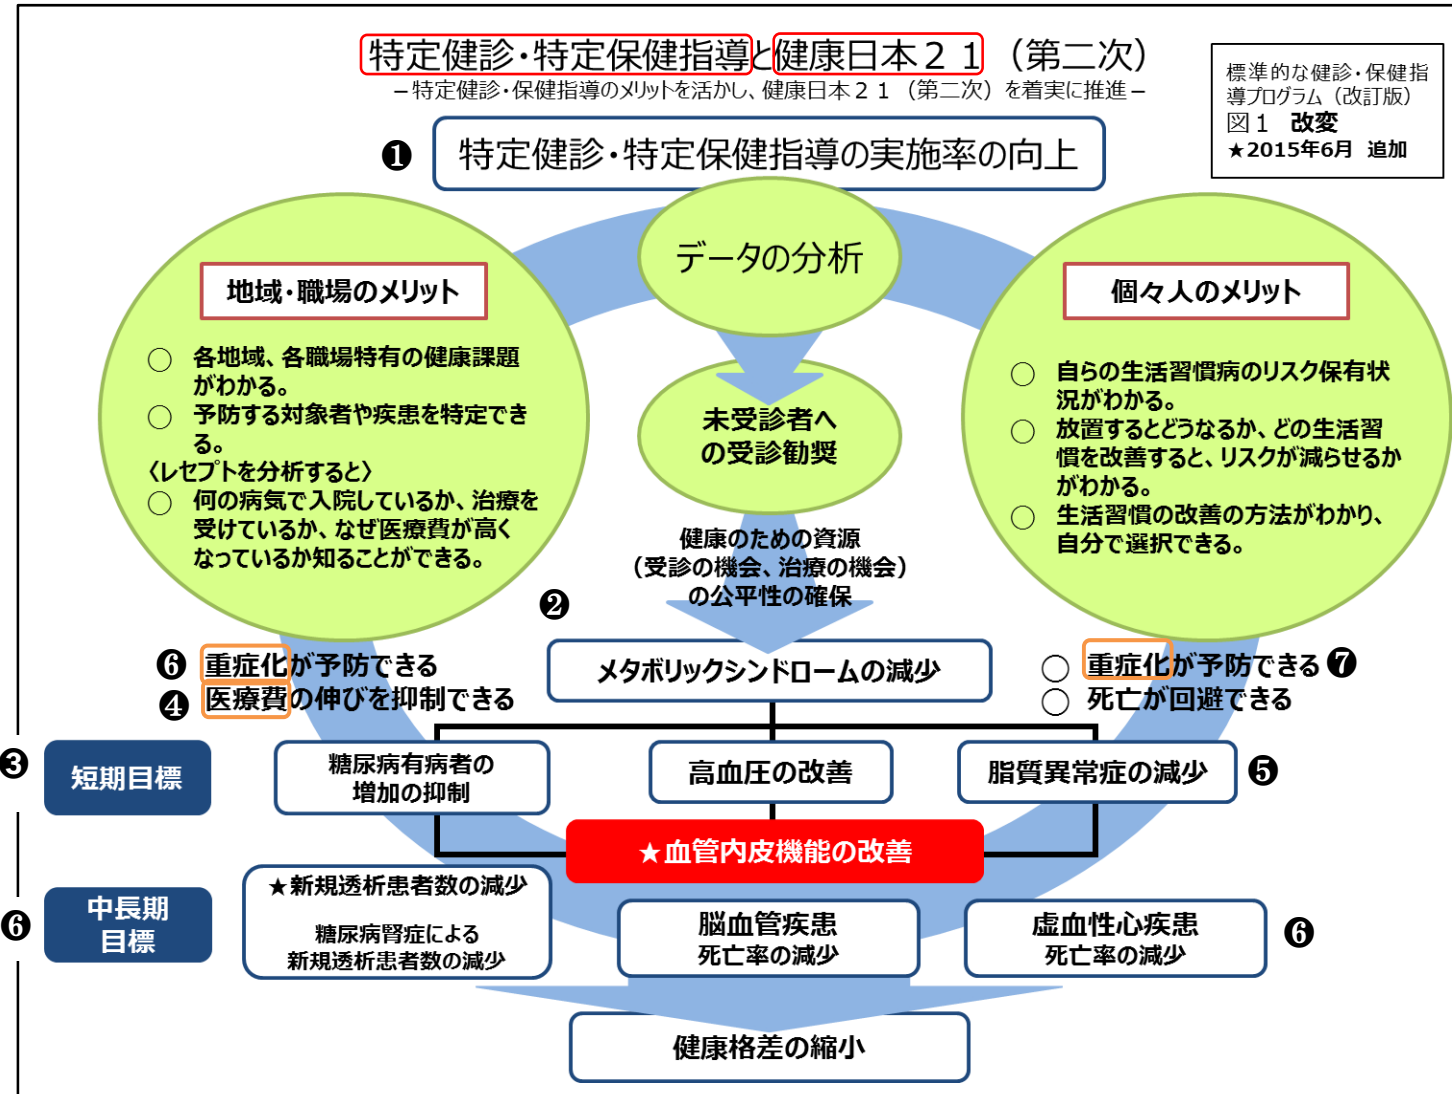 特定健診・特定保健指導と健康日本２１（第二次）
－特定健診・保健指導のメリットを活かし、健康日本２１（第二次）を着実に推進－
標準的な健診・保健指
導プログラム（改訂版）
図１ 改変
★2015年6月 追加
❶ 特定健診・特定保健指導の実施率の向上
データの分析
地域・職場のメリット
○ 各地域、各職場特有の健康課題
がわかる。
○ 予防する対象者や疾患を特定でき
る。
〈レセプトを分析すると〉
○ 何の病気で入院しているか、治療を
受けているか、なぜ医療費が高く
なっているか知ることができる。
未受診者へ
の受診勧奨
個々人のメリット
○ 自らの生活習慣病のリスク保有状
況がわかる。
○ 放置するとどうなるか、どの生活習
慣を改善すると、リスクが減らせるか
がわかる。
○ 生活習慣の改善の方法がわかり、
自分で選択できる。
健康のための資源
（受診の機会、治療の機会）
の公平性の確保
❷
❻ 重症化が予防できる
❹ 医療費の伸びを抑制できる
メタボリックシンドロームの減少
○ 重症化が予防できる ❼
○ 死亡が回避できる
❸ 短期目標
糖尿病有病者の
増加の抑制
高血圧の改善
脂質異常症の減少 ❺
★血管内皮機能の改善
❻ 中長期
目標
★新規透析患者数の減少
糖尿病腎症による
新規透析患者数の減少
脳血管疾患
死亡率の減少
虚血性心疾患
死亡率の減少
❻
健康格差の縮小